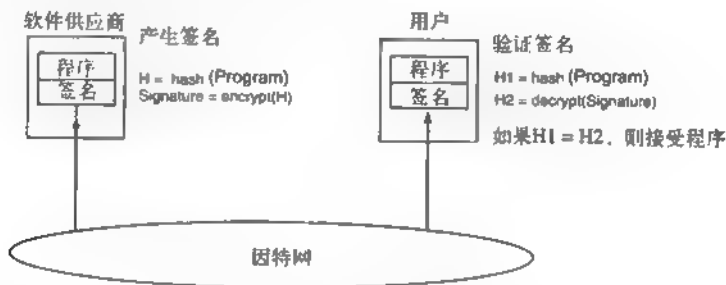 软件供应商
产生签名
程序
签名
H = hash (Program)
Signature = encrypt(H)
用户
验证签名
程序
签名
H1 = hash (Program)
H2 = decrypt(Signature)
如果H1 = H2，则接受程序
因特网